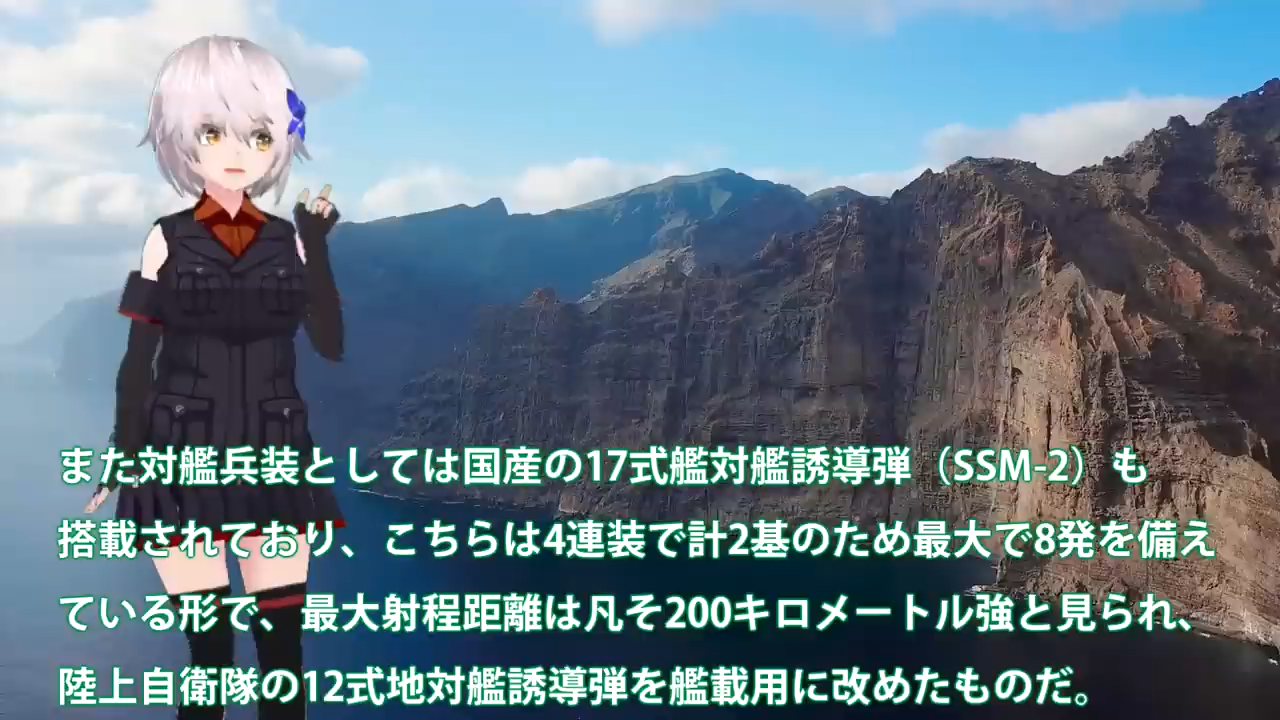 また対艦兵装としては国産の17式艦対艦誘導弾（SSM-2）も
搭載されており、こちらは4連装で計2基のため最大で8発を備え
ている形で、最大射程距離は凡そ200キロメートル強と見られ、
陸上自衛隊の12式地対艦誘導弾を艦載用に改めたものだ。